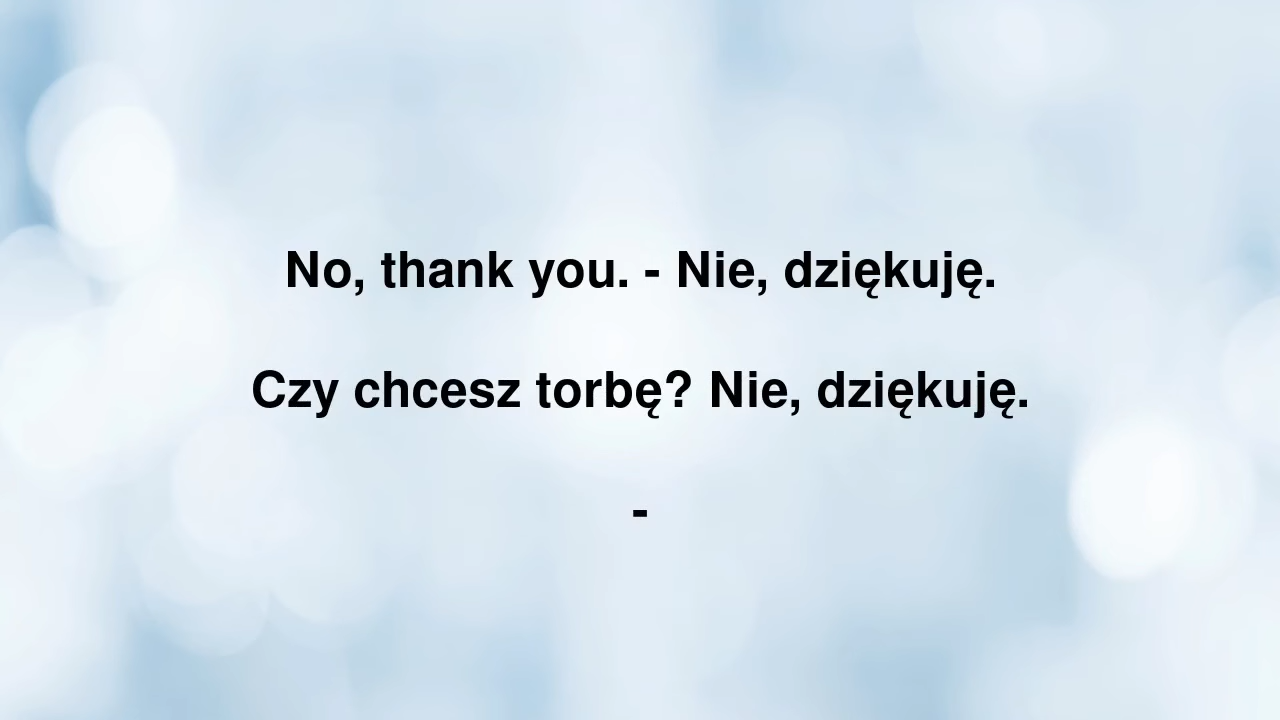 No, thank you. - Nie, dziękuję.
Czy chcesz torbę? Nie, dziękuję.
-